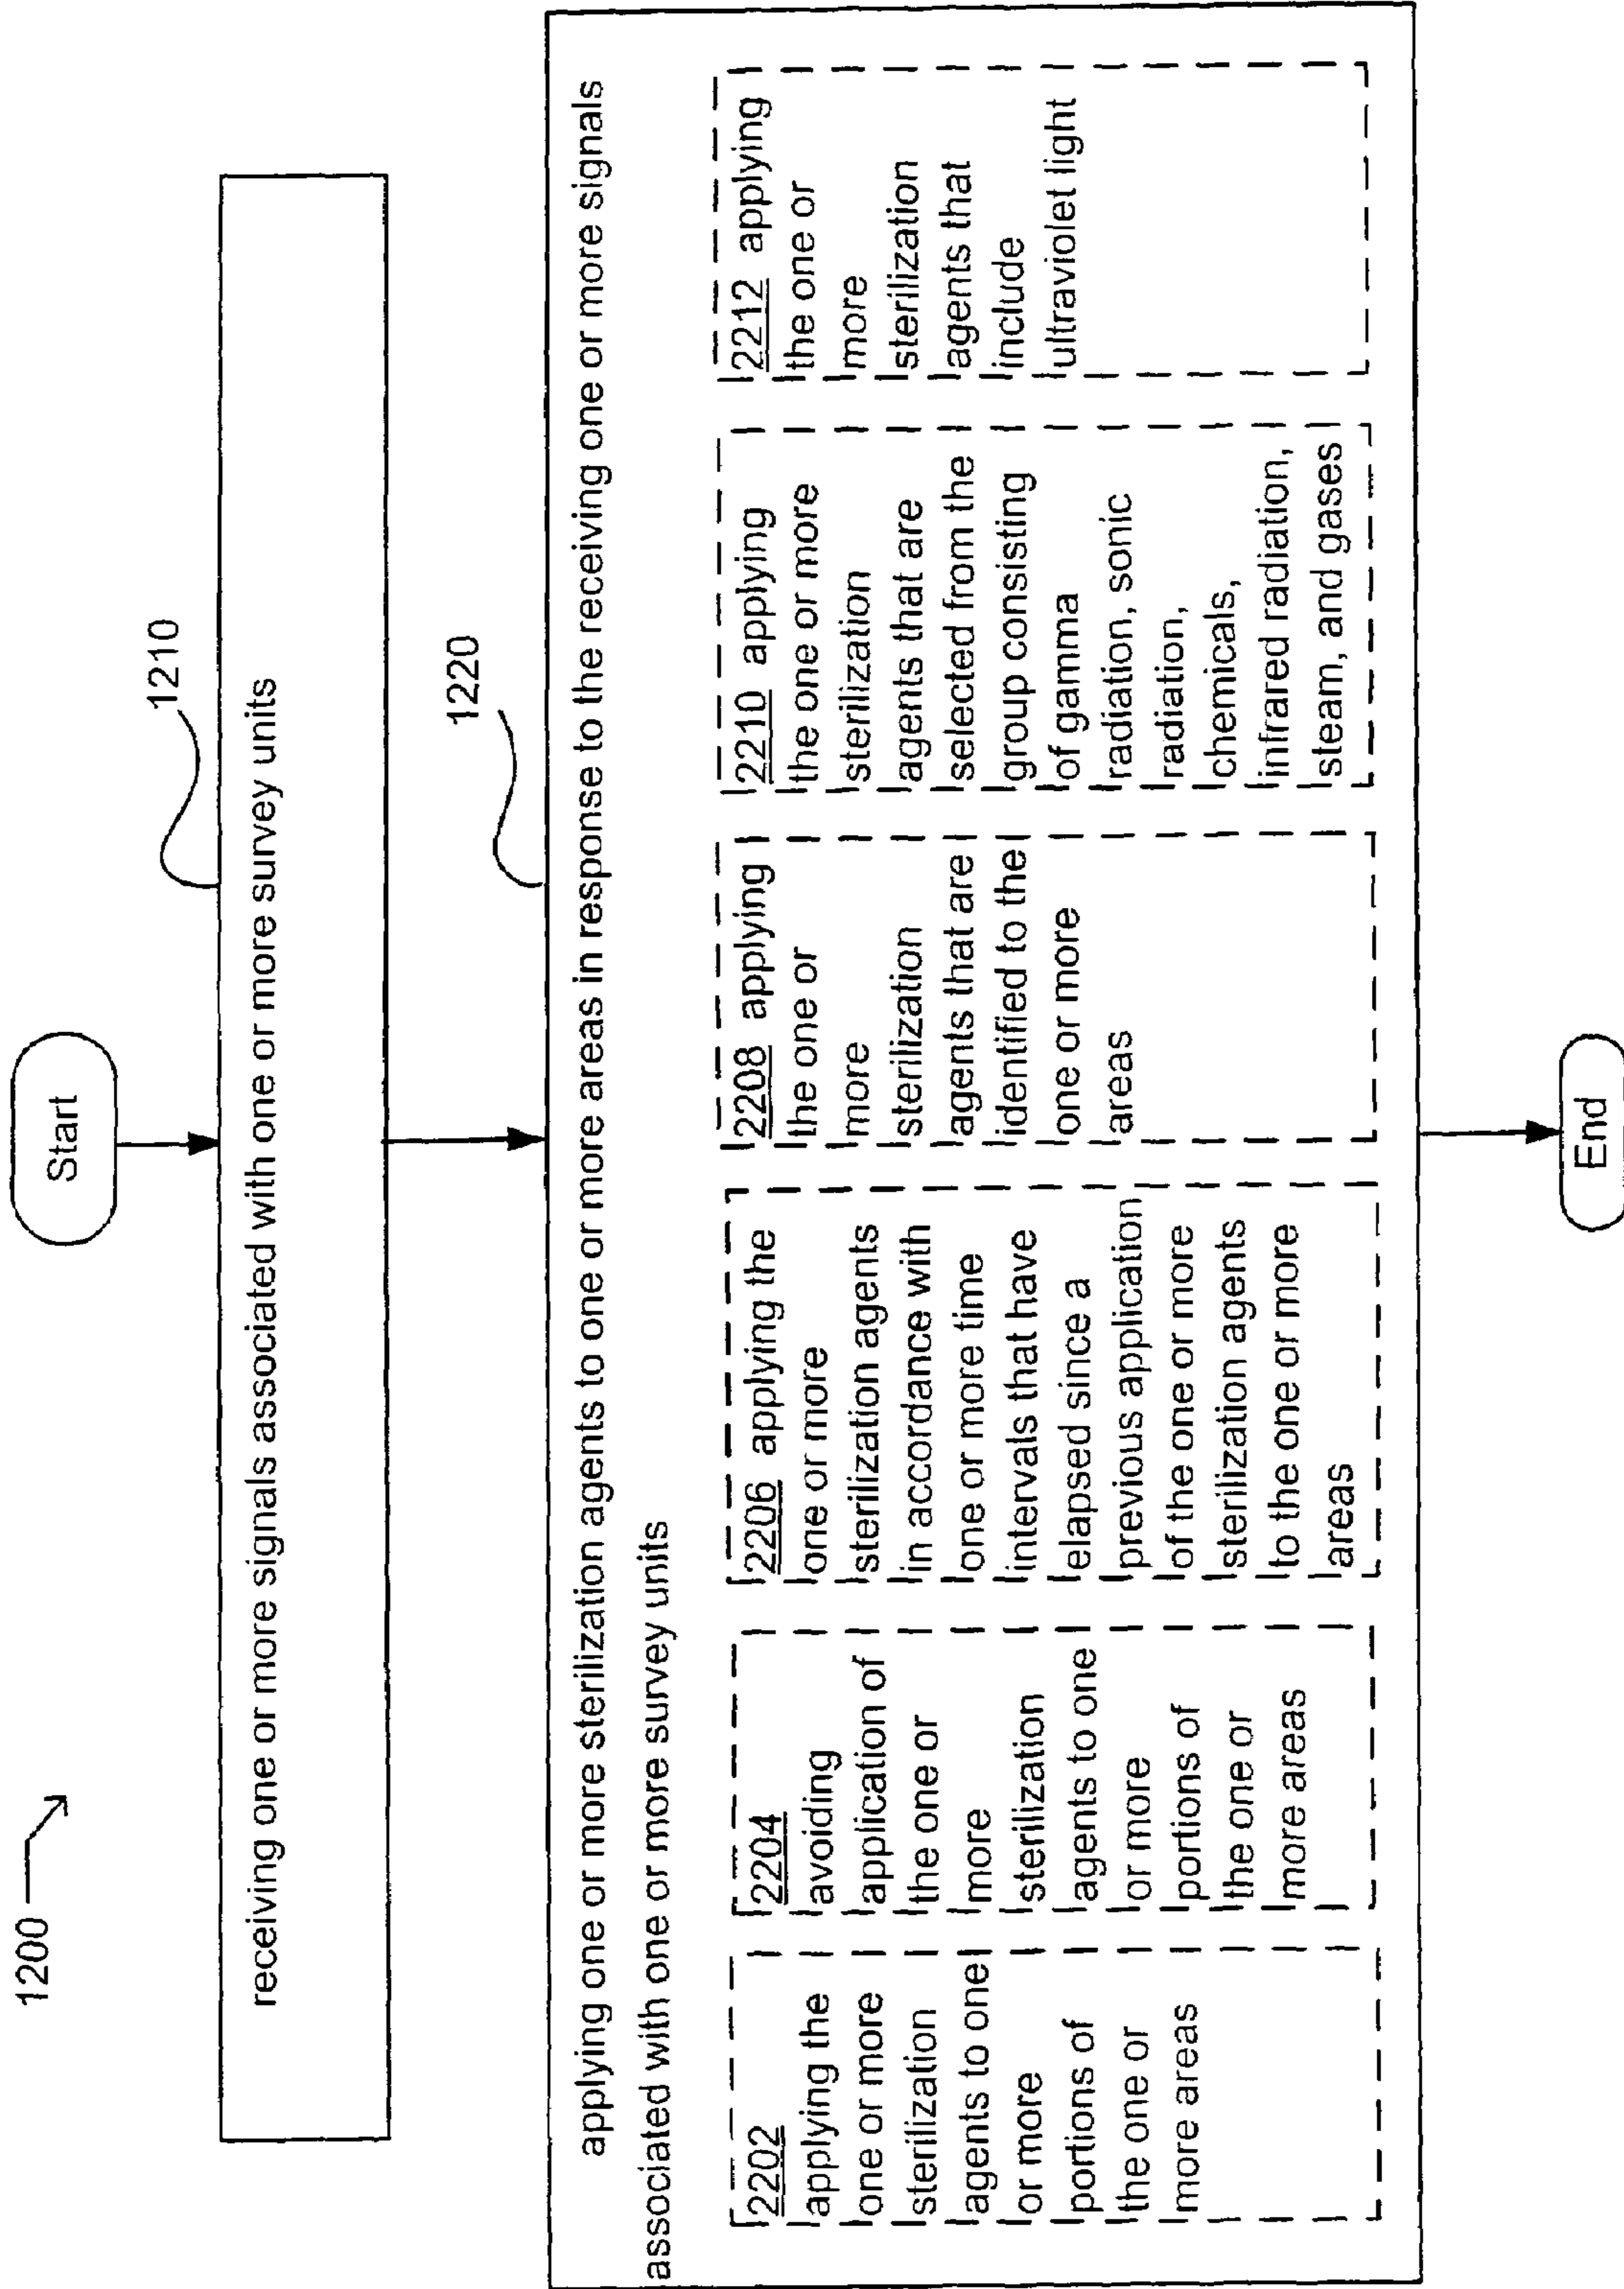 1200
Start
1210
receiving one or more signals associated with one or more survey units
1220
applying one or more sterilization agents to one or more areas in response to the receiving one or more signals
associated with one or more survey units
2202
applying the
one or more
sterilization
agents to one
or more
portions of
the one or
more areas
2204
avoiding
application of
the one or
more
sterilization
agents to one
or more
portions of
the one or
more areas
2206 applying the
one or more
sterilization agents
in accordance with
one or more time
intervals that have
elapsed since a
previous application
of the one or more
sterilization agents
to the one or more
areas
2208 applying
the one or
more
sterilization
agents that are
identified to the
one or more
areas
2210 applying
the one or more
sterilization
agents that are
selected from the
group consisting
of gamma
radiation, sonic
radiation,
chemicals,
infrared radiation,
steam, and gases
2212 applying
the one or
more
sterilization
agents that
include
ultraviolet light
End